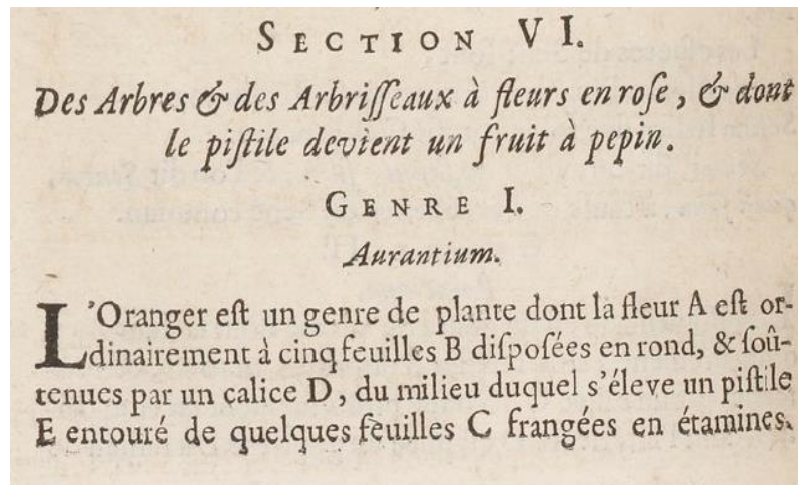 SECTION VI.
Des Arbres & des Arbriſſeaux à fleurs en roſe, & dont
le piſtile devient un fruit à pepin.
GENRE I.
Aurantium.
L'Oranger eſt un genre de plante dont la fleur A eſt or-
dinairement à cinq feuilles B diſpoſées en rond, & ſoû-
tenues par un calice D, du milieu duquel s'éleve un piſtile
E entouré de quelques feuilles C frangées en étamines.